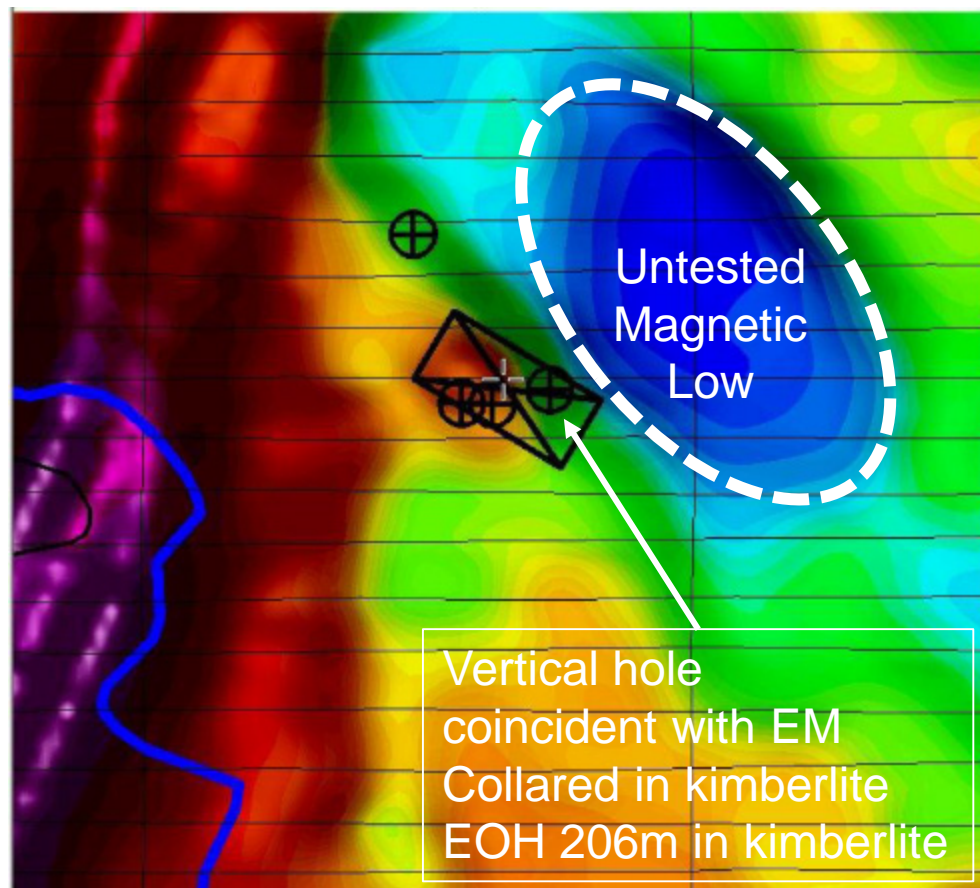 Untested
Magnetic
Low
Vertical hole
coincident with EM
Collared in kimberlite
EOH 206m in kimberlite